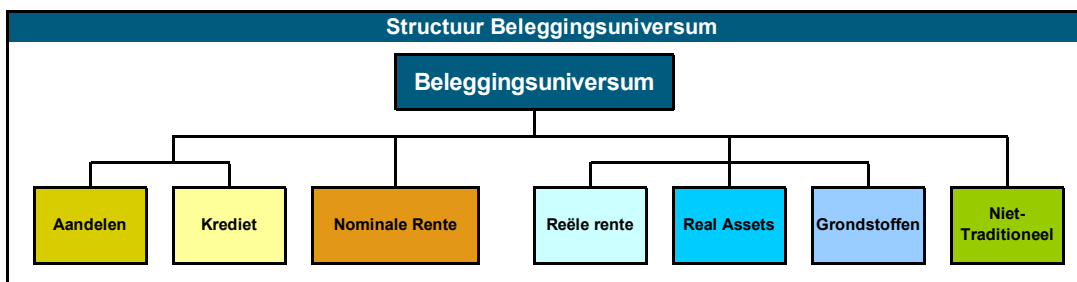 Structuur Beleggingsuniversum
Beleggingsuniversum
Aandelen
Krediet
Nominale Rente
Reële rente
Real Assets
Grondstoffen
Niet-
Traditioneel